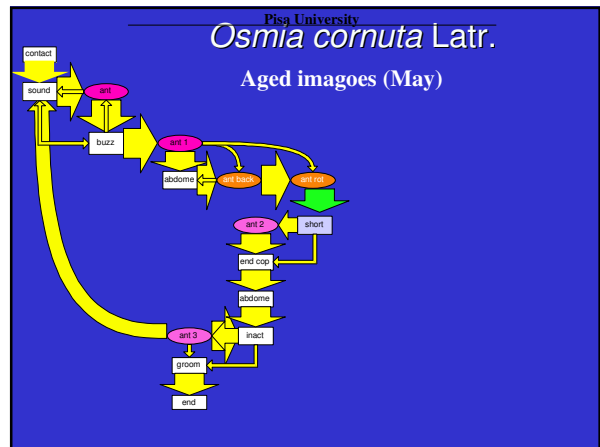 Pisa University
Osmia cornuta Latr.
Aged imagoes (May)
contact
sound
ant
buzz
ant 1
abdome
ant back
ant rot
ant 2
short
end cop
abdome
ant 3
inact
groom
end